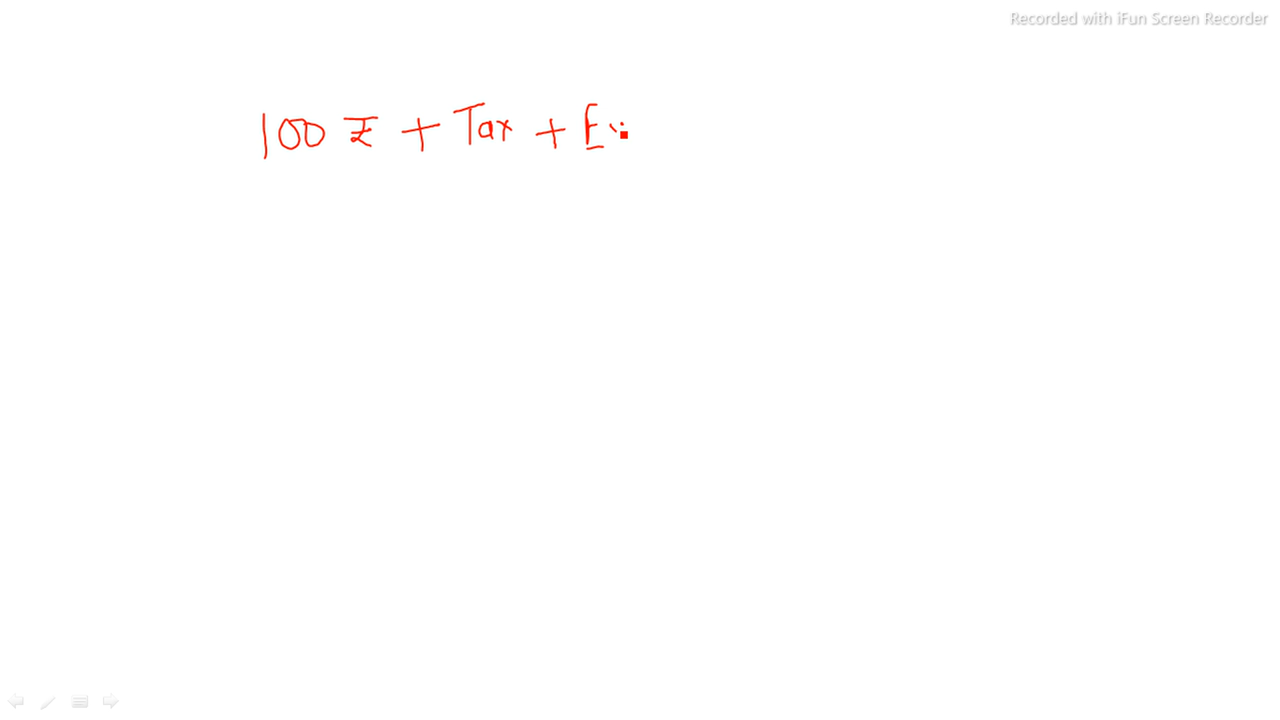 Recorded with iFun Screen Recorder
100 ₹ + Tax +